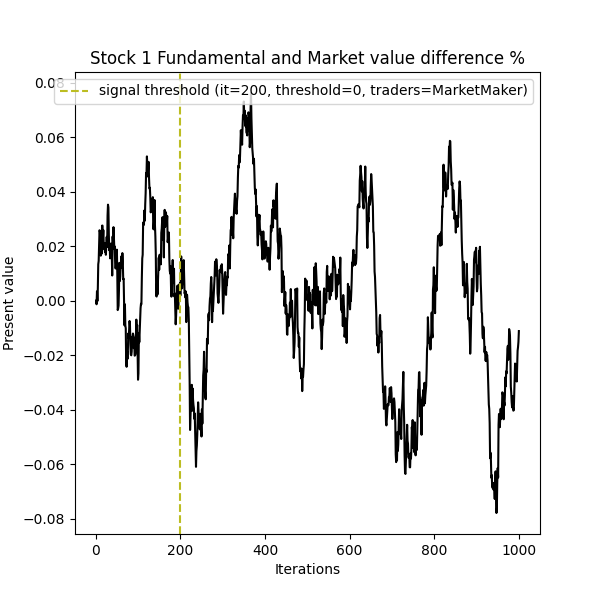 Stock 1 Fundamental and Market value difference %
signal threshold (it=200, threshold=0, traders=MarketMaker)
0.08
0.06
0.04
0.02
0.00
−0.02
−0.04
−0.06
−0.08
Present value
0 200 400 600 800 1000
Iterations